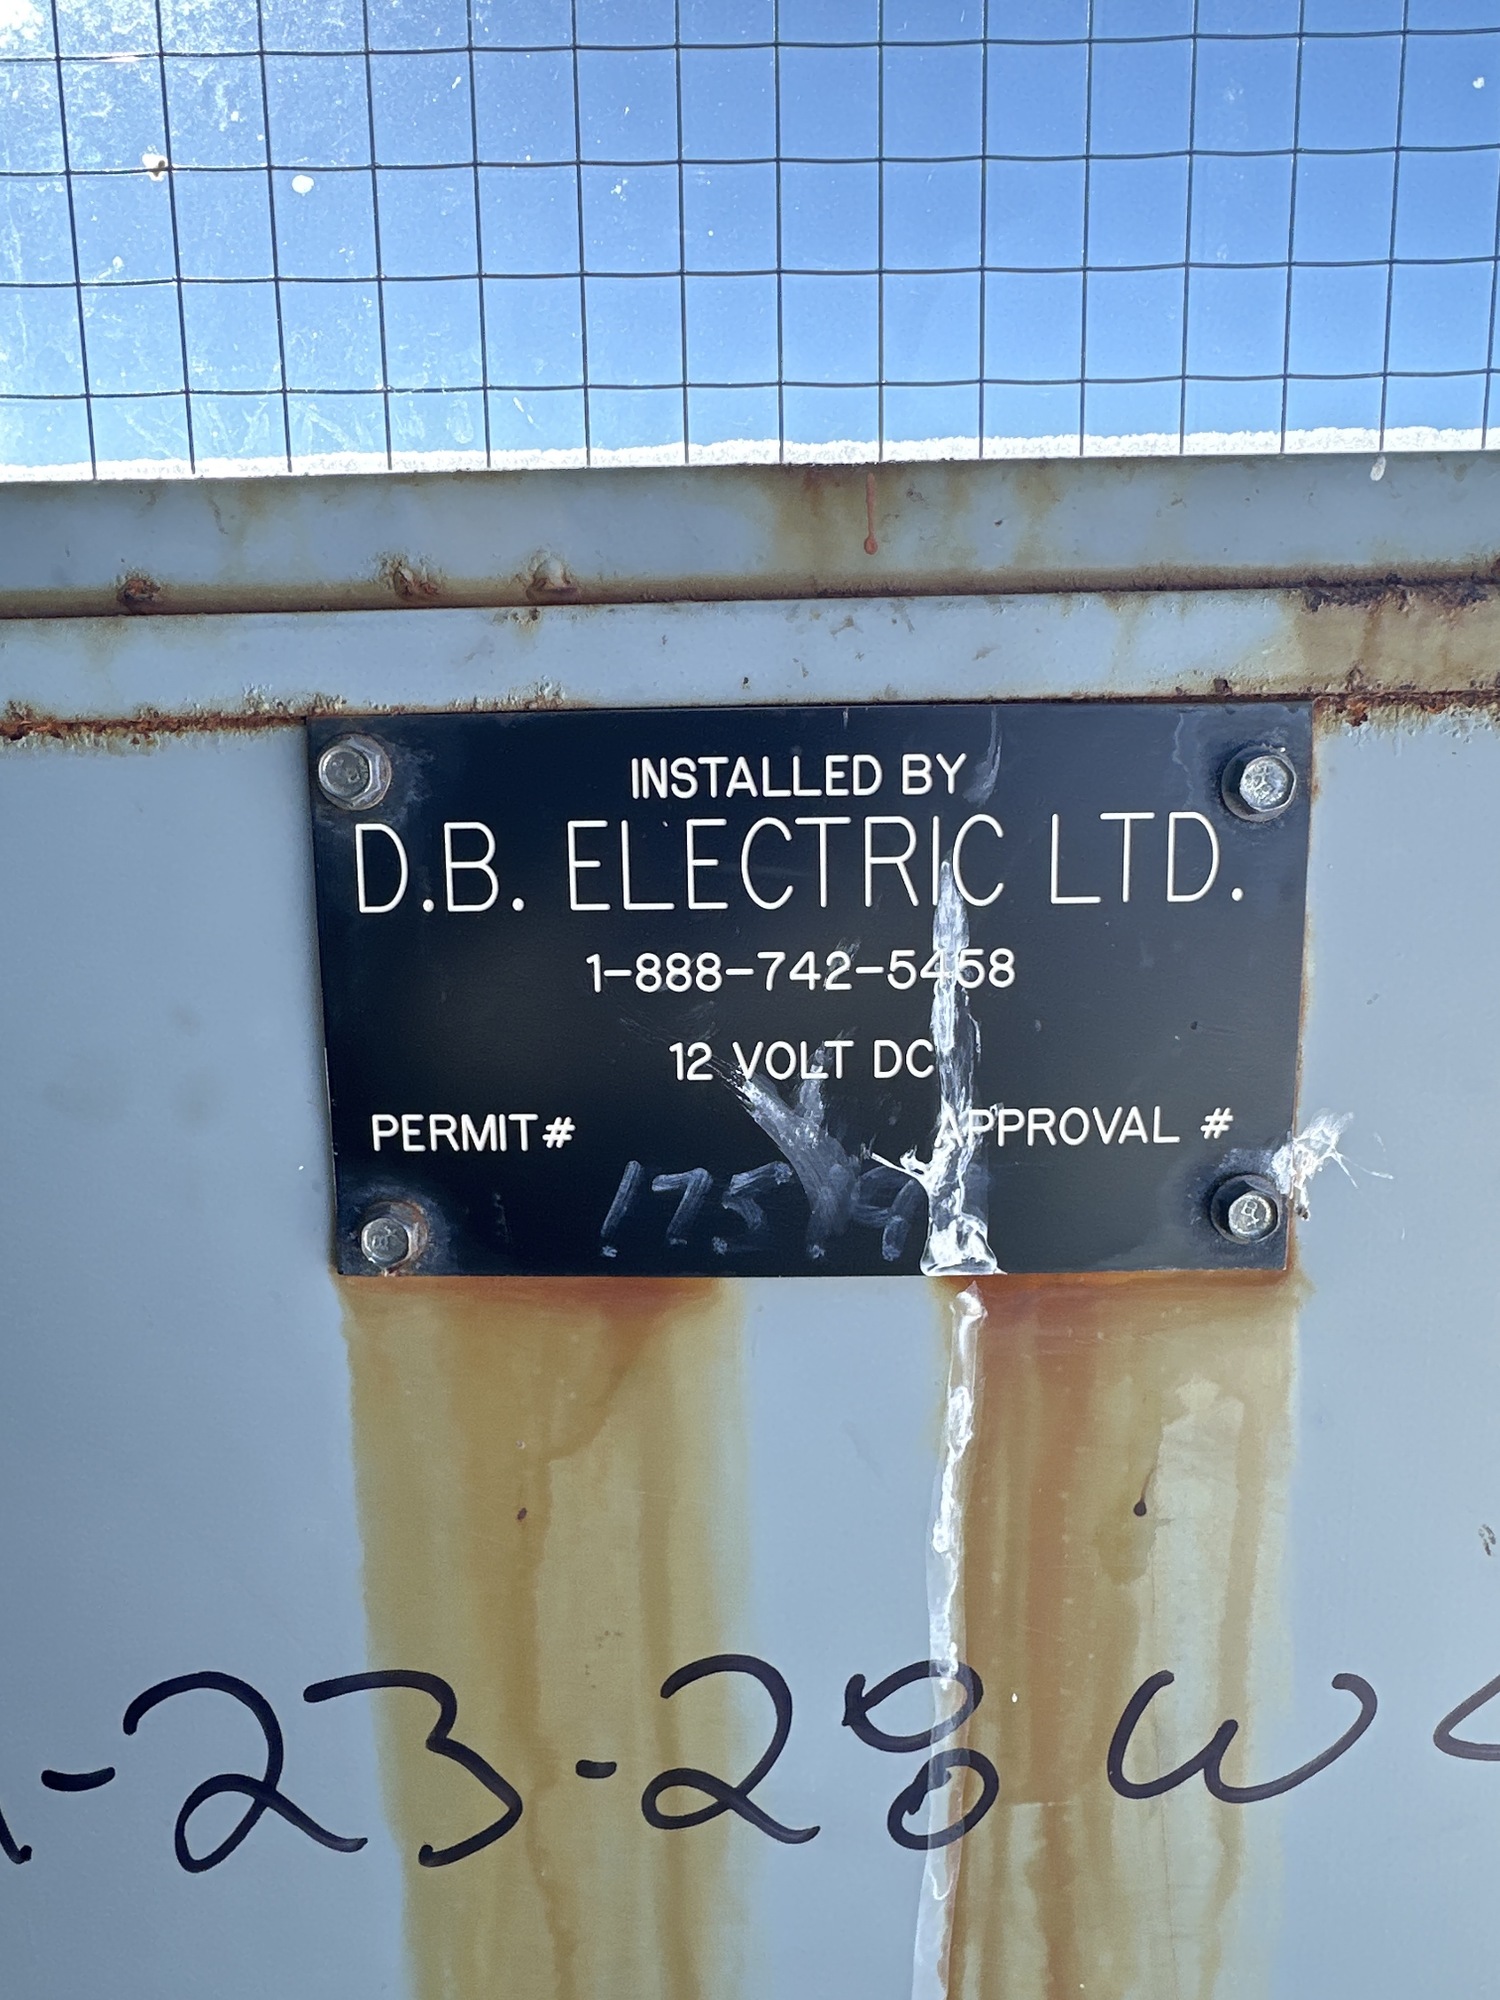 INSTALLED BY
D.B. ELECTRIC LTD.
1-888-742-5458
12 VOLT DC
PERMIT# APPROVAL #
-23-28 W